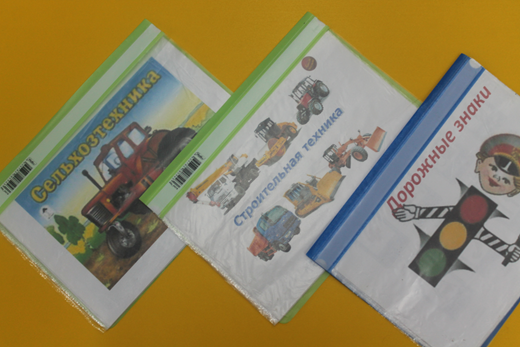 Сельхозтехника
Строительная техника
Дорожные знаки